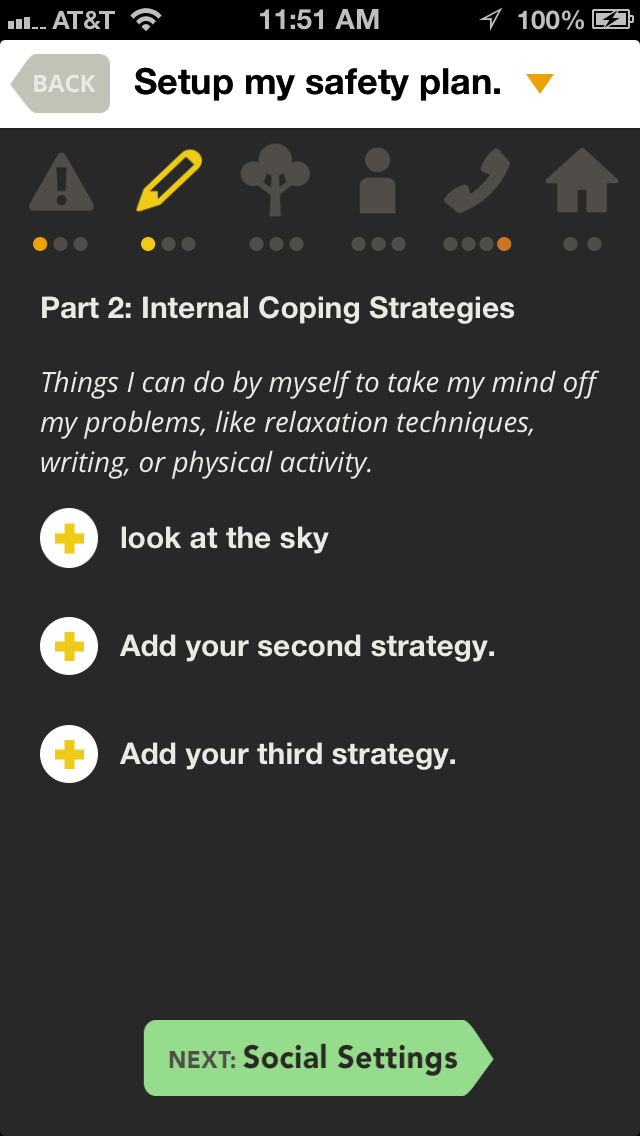 AT&T 11:51 AM 100%
BACK Setup my safety plan.
Part 2: Internal Coping Strategies
Things I can do by myself to take my mind off
my problems, like relaxation techniques,
writing, or physical activity.
look at the sky
Add your second strategy.
Add your third strategy.
NEXT: Social Settings